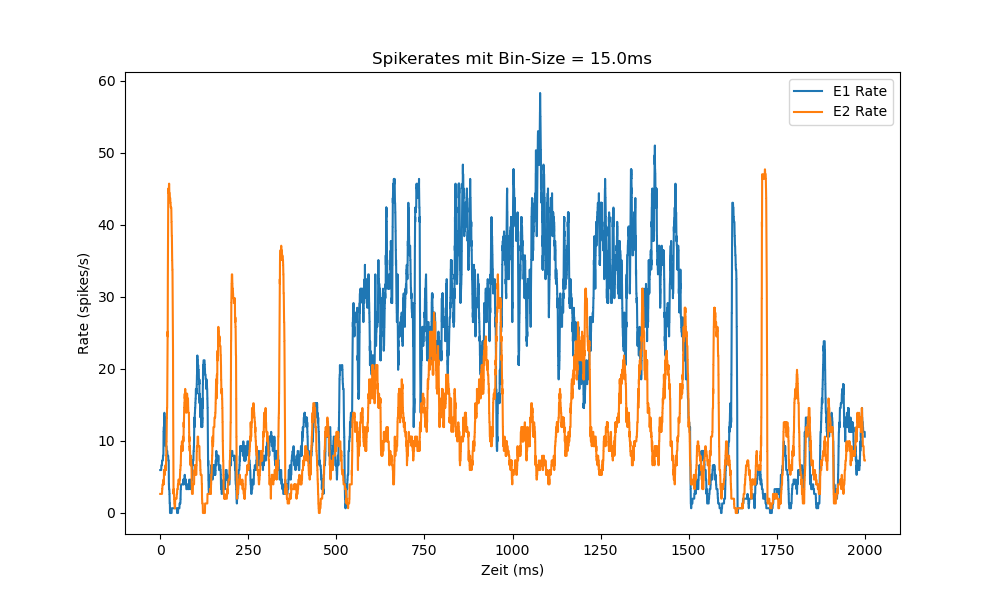 Spikerates mit Bin-Size = 15.0ms
E1 Rate
E2 Rate
60
50
40
30
20
10
0
Rate (spikes/s)
0 250 500 750 1000 1250 1500 1750 2000
Zeit (ms)